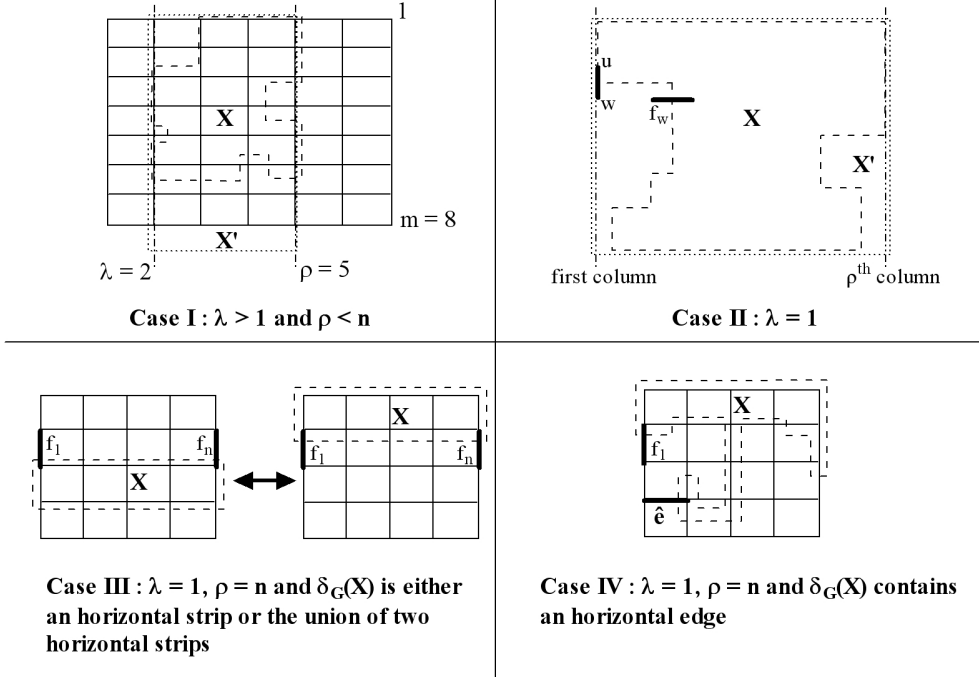 1
X
m = 8
X'
λ = 2
ρ = 5
Case I : λ > 1 and ρ < n
u
w
f_w
X
X'
first column
ρ^th column
Case II : λ = 1
f_1
f_n
X
X
f_1
f_n
Case III : λ = 1, ρ = n and δ_G(X) is either
an horizontal strip or the union of two
horizontal strips
X
f_1
ê
Case IV : λ = 1, ρ = n and δ_G(X) contains
an horizontal edge